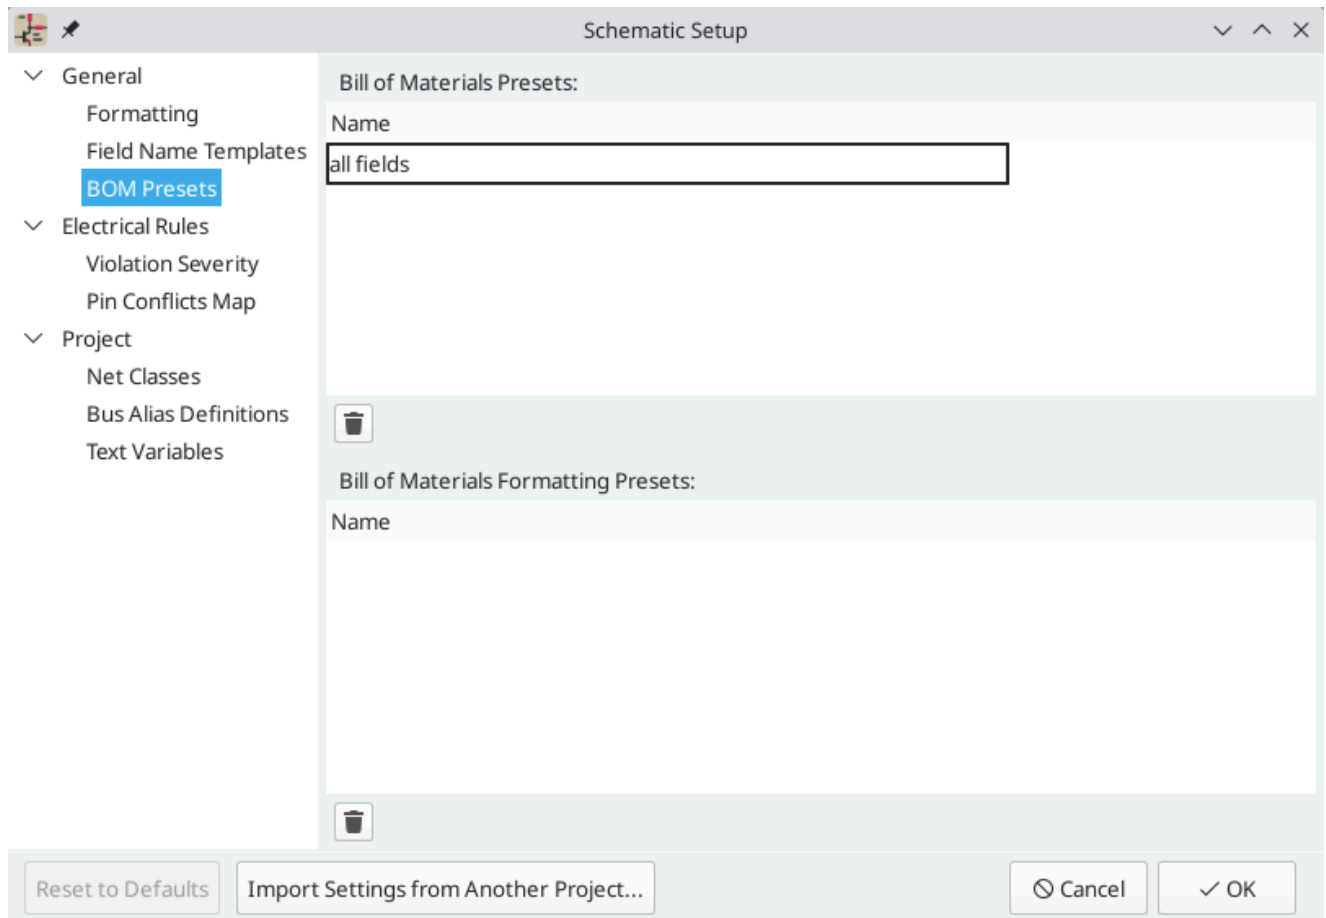 Schematic Setup
General
Formatting
Field Name Templates
BOM Presets
Electrical Rules
Violation Severity
Pin Conflicts Map
Project
Net Classes
Bus Alias Definitions
Text Variables
Bill of Materials Presets:
Name
all fields
Bill of Materials Formatting Presets:
Name
Reset to Defaults
Import Settings from Another Project...
Cancel
OK